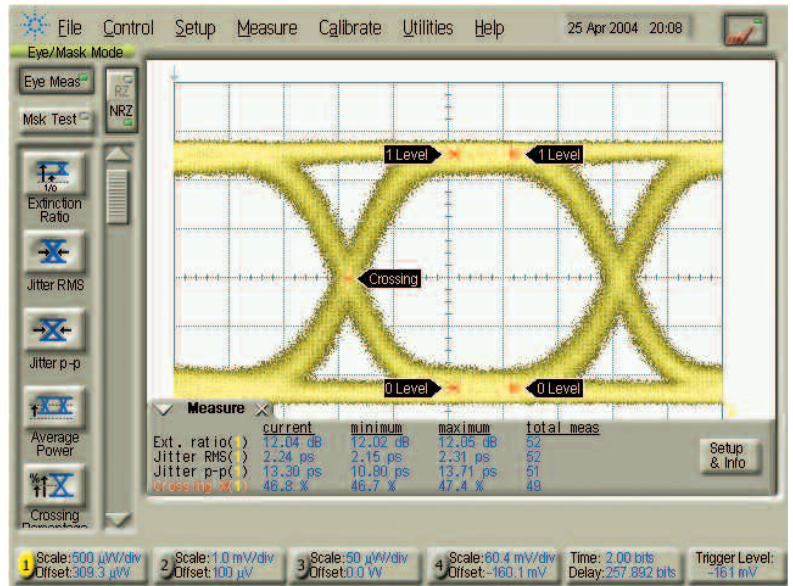 File Control Setup Measure Calibrate Utilities Help 25 Apr 2004 20:08
Eye/Mask Mode
Eye Meas
RZ
NRZ
Msk Test
1/0
Extinction
Ratio
Jitter RMS
Jitter p-p
Average
Power
%
Crossing
1 Level
1 Level
Crossing
0 Level
0 Level
Measure
current minimum maximum total meas
Ext. ratio(1) 12.04 dB 12.02 dB 12.05 dB 52
Jitter RMS(1) 2.24 ps 2.15 ps 2.31 ps 52
Jitter p-p(1) 13.30 ps 10.80 ps 13.71 ps 51
Crossing %(1) 46.8 % 46.7 % 47.4 % 49
Setup
& Info
1 Scale:500 µW/div
Offset:309.3 µW
2 Scale:1.0 mV/div
Offset:100 µV
3 Scale:50 µW/div
Offset:0.0 W
4 Scale:60.4 mV/div
Offset:-160.1 mV
Time: 2.00 bits
Delay:257.892 bits
Trigger Level:
-161 mV